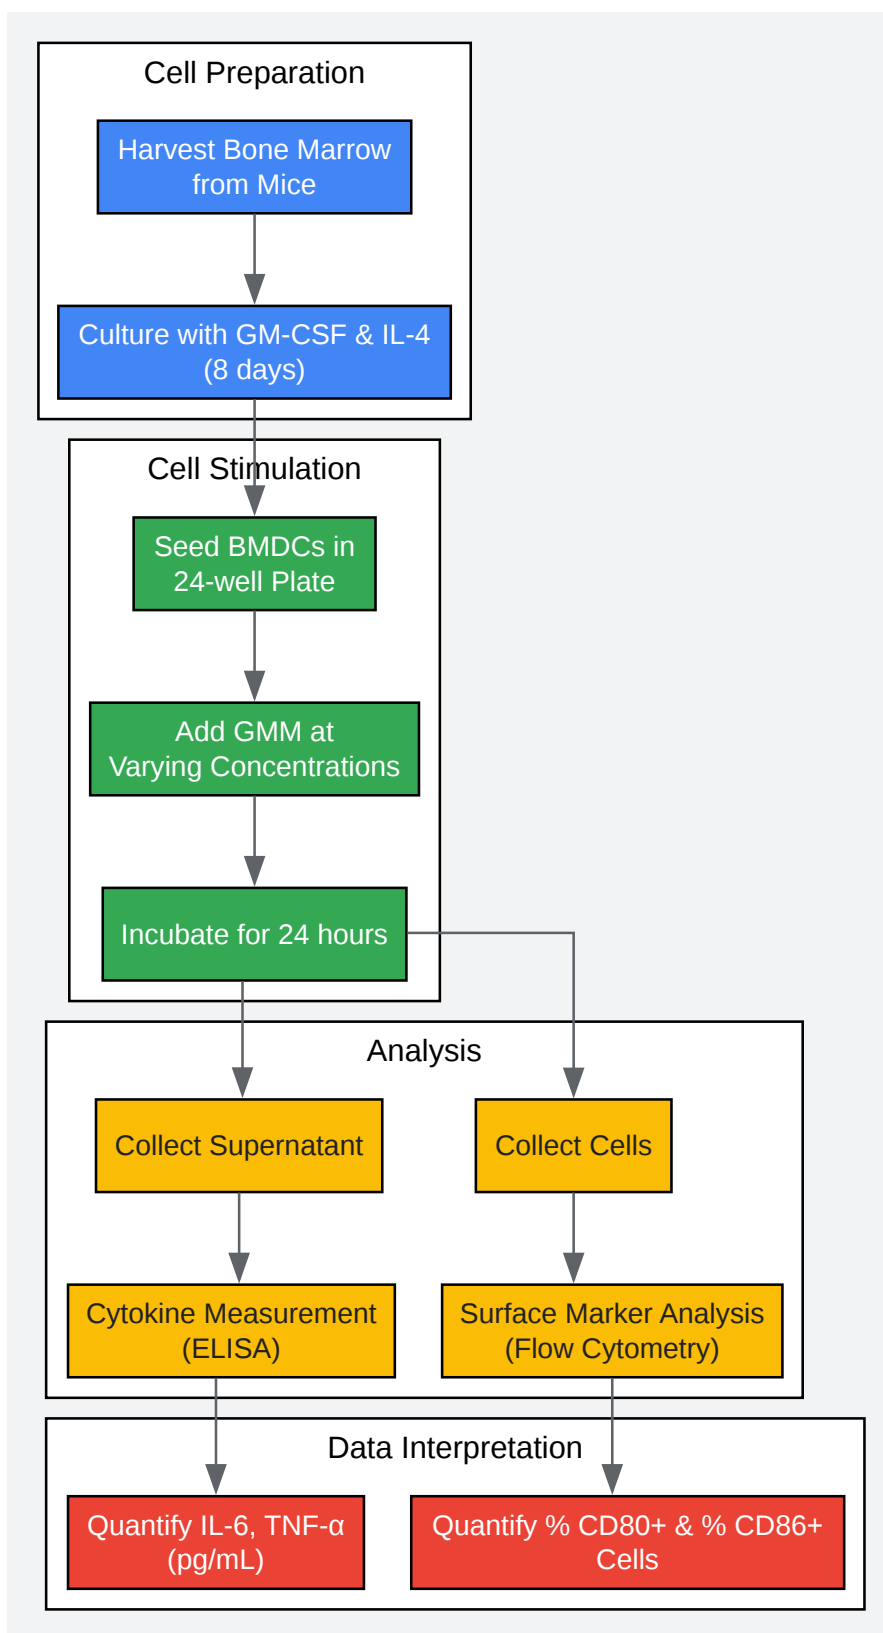 Cell Preparation
Harvest Bone Marrow
from Mice
Culture with GM-CSF & IL-4
(8 days)
Cell Stimulation
Seed BMDCs in
24-well Plate
Add GMM at
Varying Concentrations
Incubate for 24 hours
Analysis
Collect Supernatant
Collect Cells
Cytokine Measurement
(ELISA)
Surface Marker Analysis
(Flow Cytometry)
Data Interpretation
Quantify IL-6, TNF-α
(pg/mL)
Quantify % CD80+ & % CD86+
Cells